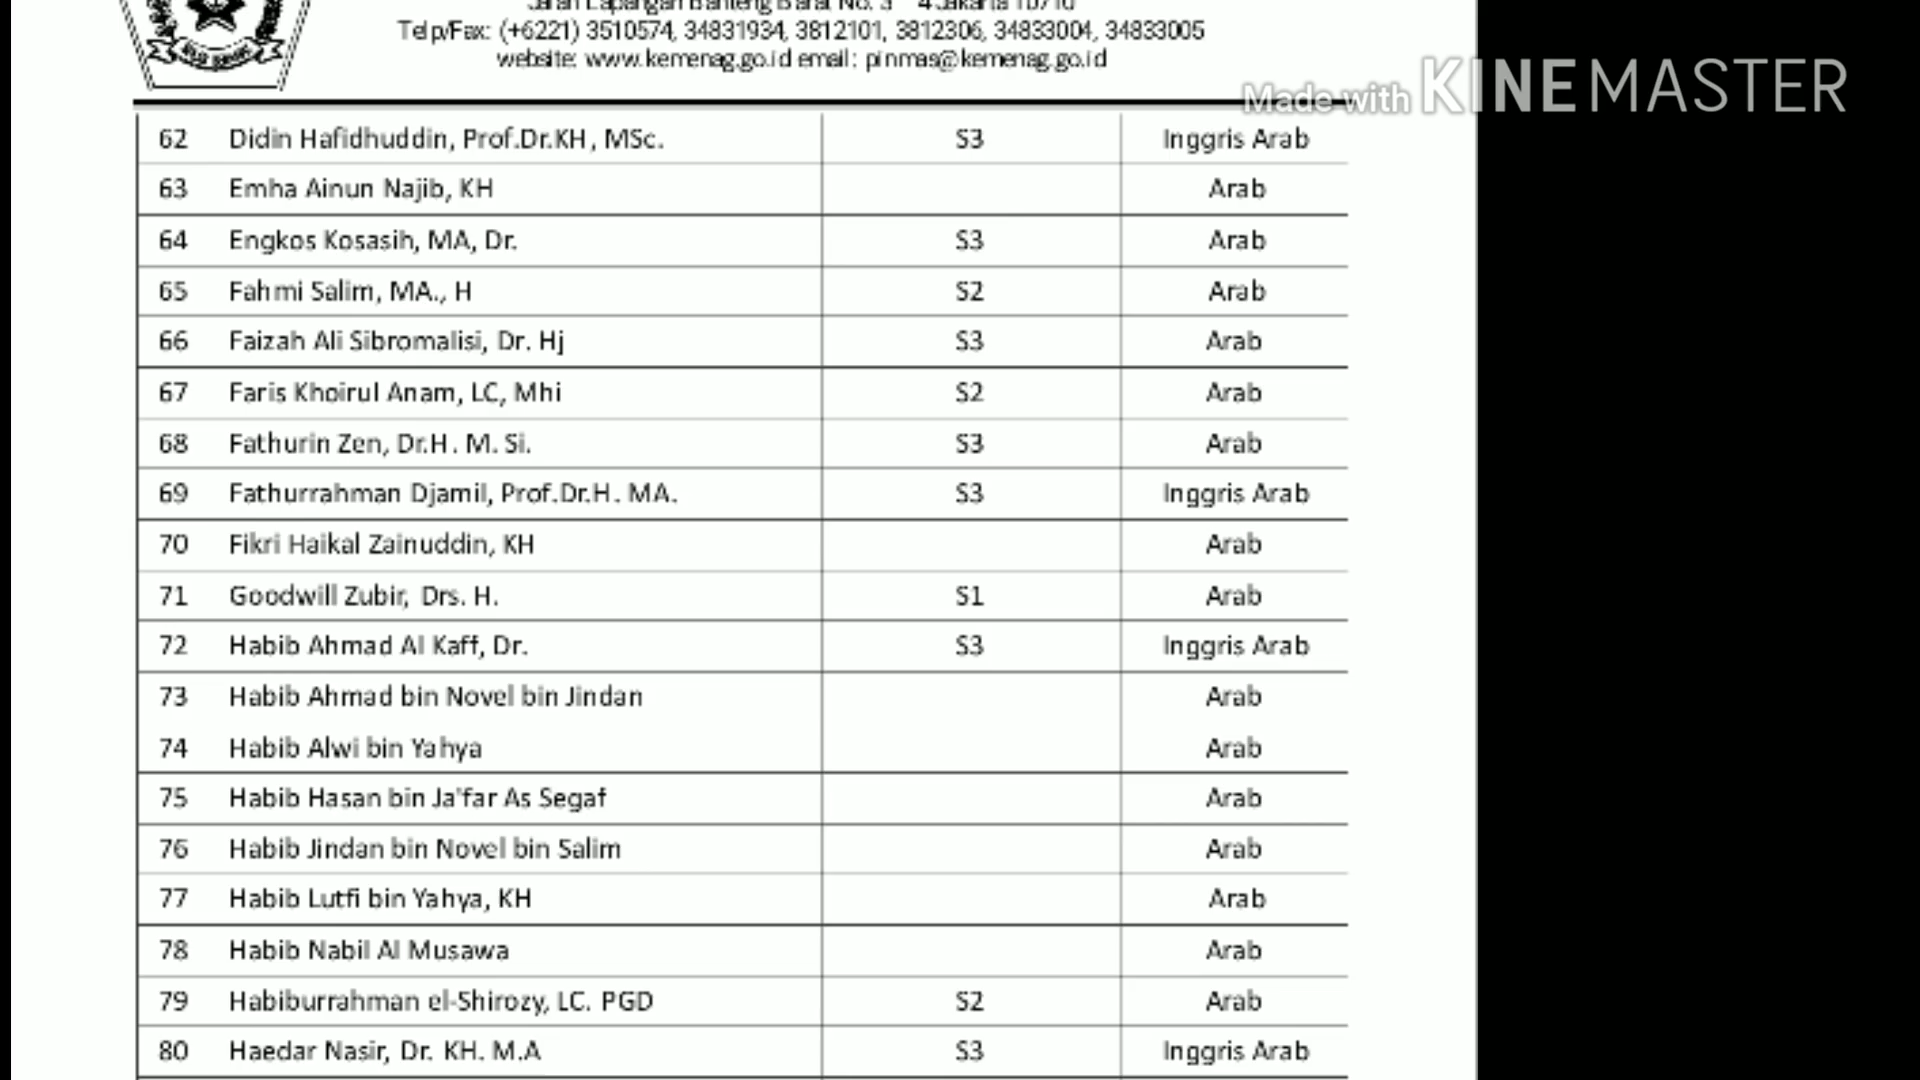 Jalan Lapangan Banteng Barat No. 3 4 Jakarta 10710
Telp/Fax: (+6221) 3510574, 34831934, 3812101, 3812306, 34833004, 34833005
website: www.kemenag.go.id email: pinmas@kemenag.go.id
Made with KINEMASTER
62 Didin Hafidhuddin, Prof.Dr.KH, MSc. S3 Inggris Arab
63 Emha Ainun Najib, KH Arab
64 Engkos Kosasih, MA, Dr. S3 Arab
65 Fahmi Salim, MA., H S2 Arab
66 Faizah Ali Sibromalisi, Dr. Hj S3 Arab
67 Faris Khoirul Anam, LC, Mhi S2 Arab
68 Fathurin Zen, Dr.H. M. Si. S3 Arab
69 Fathurrahman Djamil, Prof.Dr.H. MA. S3 Inggris Arab
70 Fikri Haikal Zainuddin, KH Arab
71 Goodwill Zubir, Drs. H. S1 Arab
72 Habib Ahmad Al Kaff, Dr. S3 Inggris Arab
73 Habib Ahmad bin Novel bin Jindan Arab
74 Habib Alwi bin Yahya Arab
75 Habib Hasan bin Ja'far As Segaf Arab
76 Habib Jindan bin Novel bin Salim Arab
77 Habib Lutfi bin Yahya, KH Arab
78 Habib Nabil Al Musawa Arab
79 Habiburrahman el-Shirozy, LC. PGD S2 Arab
80 Haedar Nasir, Dr. KH. M.A S3 Inggris Arab